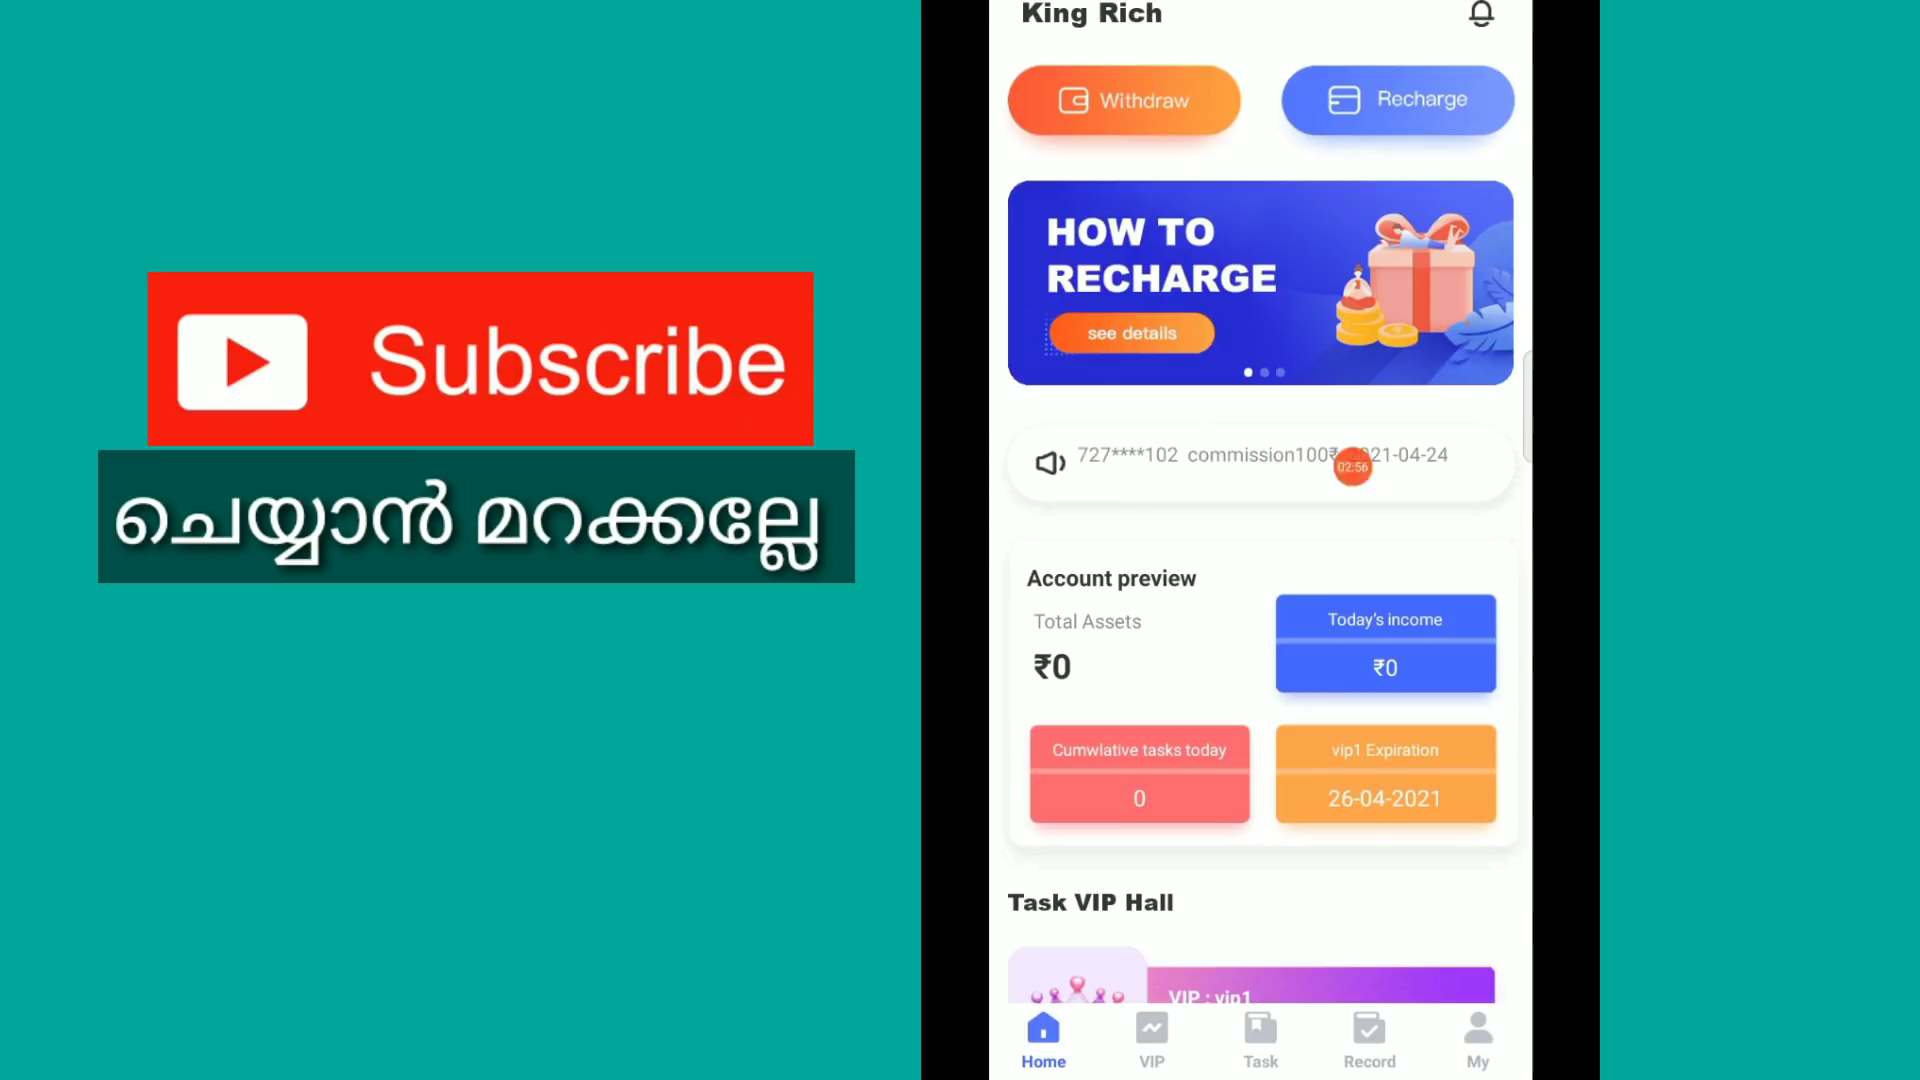 Subscribe
ചെയ്യാൻ മറക്കല്ലേ
King Rich
Withdraw
Recharge
HOW TO
RECHARGE
see details
727****102 commission100₹ 2021-04-24
02:56
Account preview
Total Assets
₹0
Today's income
₹0
Cumwlative tasks today
0
vip1 Expiration
26-04-2021
Task VIP Hall
VIP : vip1
Home
VIP
Task
Record
My